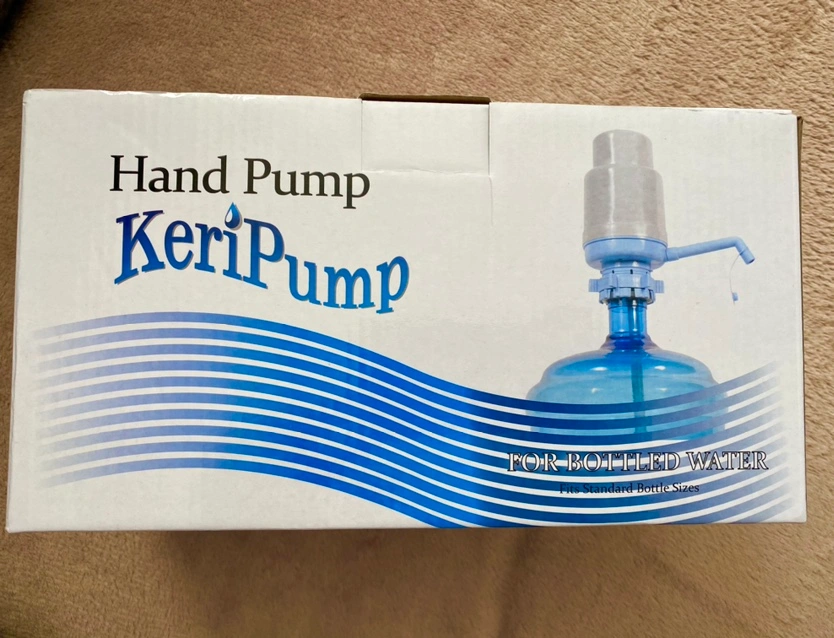 Hand Pump
KeriPump
FOR BOTTLED WATER
Fits Standard Bottle Sizes